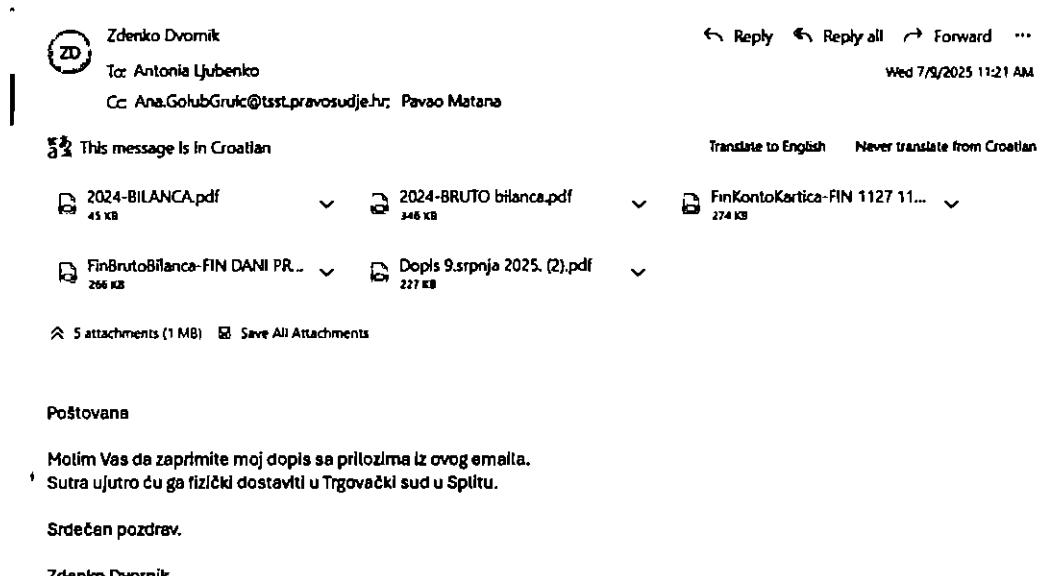 Zdenko Dvornik
Reply Reply all Forward ...
ZD
To: Antonia Ljubenko
Wed 7/9/2025 11:21 AM
Cc: Ana.GolubGruic@tsst.pravosudje.hr; Pavao Matana
This message is in Croatian
Translate to English Never translate from Croatian
2024-BILANCA.pdf
45 KB
2024-BRUTO bilanca.pdf
346 KB
FinKontoKartica-FIN 1127 11...
274 KB
FinBrutoBilanca-FIN DANI PR...
266 KB
Dopis 9.srpnja 2025. (2).pdf
227 KB
5 attachments (1 MB) Save All Attachments
Poštovana
Molim Vas da zaprimite moj dopis sa prilozima iz ovog emaila.
Sutra ujutro ću ga fizički dostaviti u Trgovački sud u Splitu.
Srdečan pozdrav.
Zdenko Dvornik